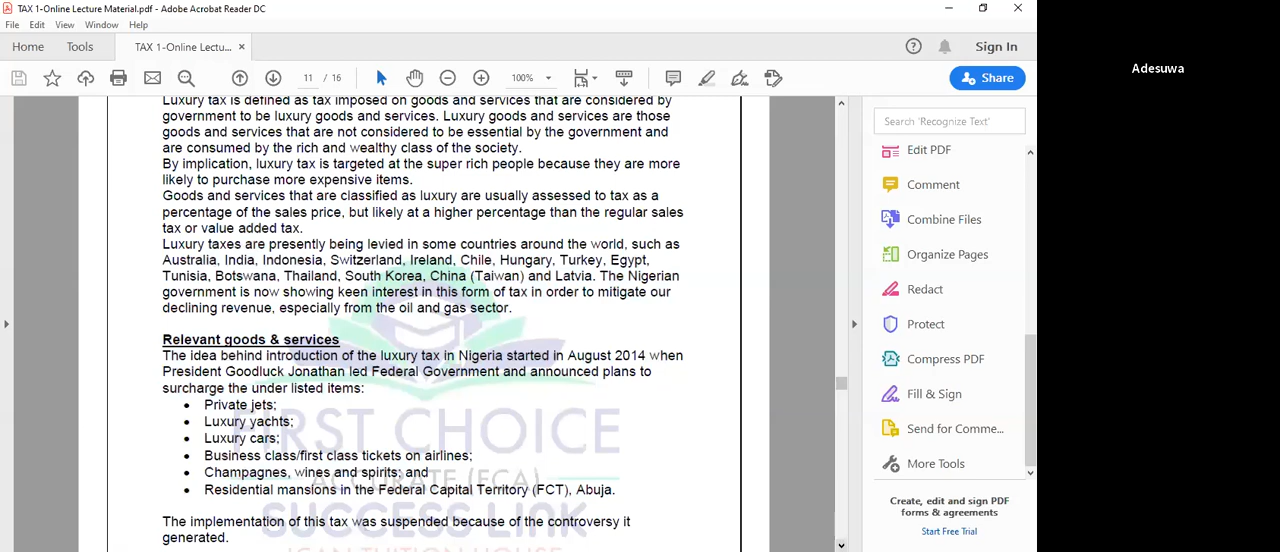 TAX 1-Online Lecture Material.pdf - Adobe Acrobat Reader DC
File Edit View Window Help
Home Tools TAX 1-Online Lectu... × Sign In
11 / 16 100% Share
Luxury tax is defined as tax imposed on goods and services that are considered by
government to be luxury goods and services. Luxury goods and services are those
goods and services that are not considered to be essential by the government and
are consumed by the rich and wealthy class of the society.
By implication, luxury tax is targeted at the super rich people because they are more
likely to purchase more expensive items.
Goods and services that are classified as luxury are usually assessed to tax as a
percentage of the sales price, but likely at a higher percentage than the regular sales
tax or value added tax.
Luxury taxes are presently being levied in some countries around the world, such as
Australia, India, Indonesia, Switzerland, Ireland, Chile, Hungary, Turkey, Egypt,
Tunisia, Botswana, Thailand, South Korea, China (Taiwan) and Latvia. The Nigerian
government is now showing keen interest in this form of tax in order to mitigate our
declining revenue, especially from the oil and gas sector.
Relevant goods & services
The idea behind introduction of the luxury tax in Nigeria started in August 2014 when
President Goodluck Jonathan led Federal Government and announced plans to
surcharge the under listed items:
• Private jets;
• Luxury yachts;
• Luxury cars;
• Business class/first class tickets on airlines;
• Champagnes, wines and spirits; and
• Residential mansions in the Federal Capital Territory (FCT), Abuja.
The implementation of this tax was suspended because of the controversy it
generated.
FIRST CHOICE
ACCURATE (FCA)
SUCCESS LINK
ICAN TUITION HOUSE
Search 'Recognize Text'
Edit PDF
Comment
Combine Files
Organize Pages
Redact
Protect
Compress PDF
Fill & Sign
Send for Comme...
More Tools
Create, edit and sign PDF
forms & agreements
Start Free Trial
Adesuwa